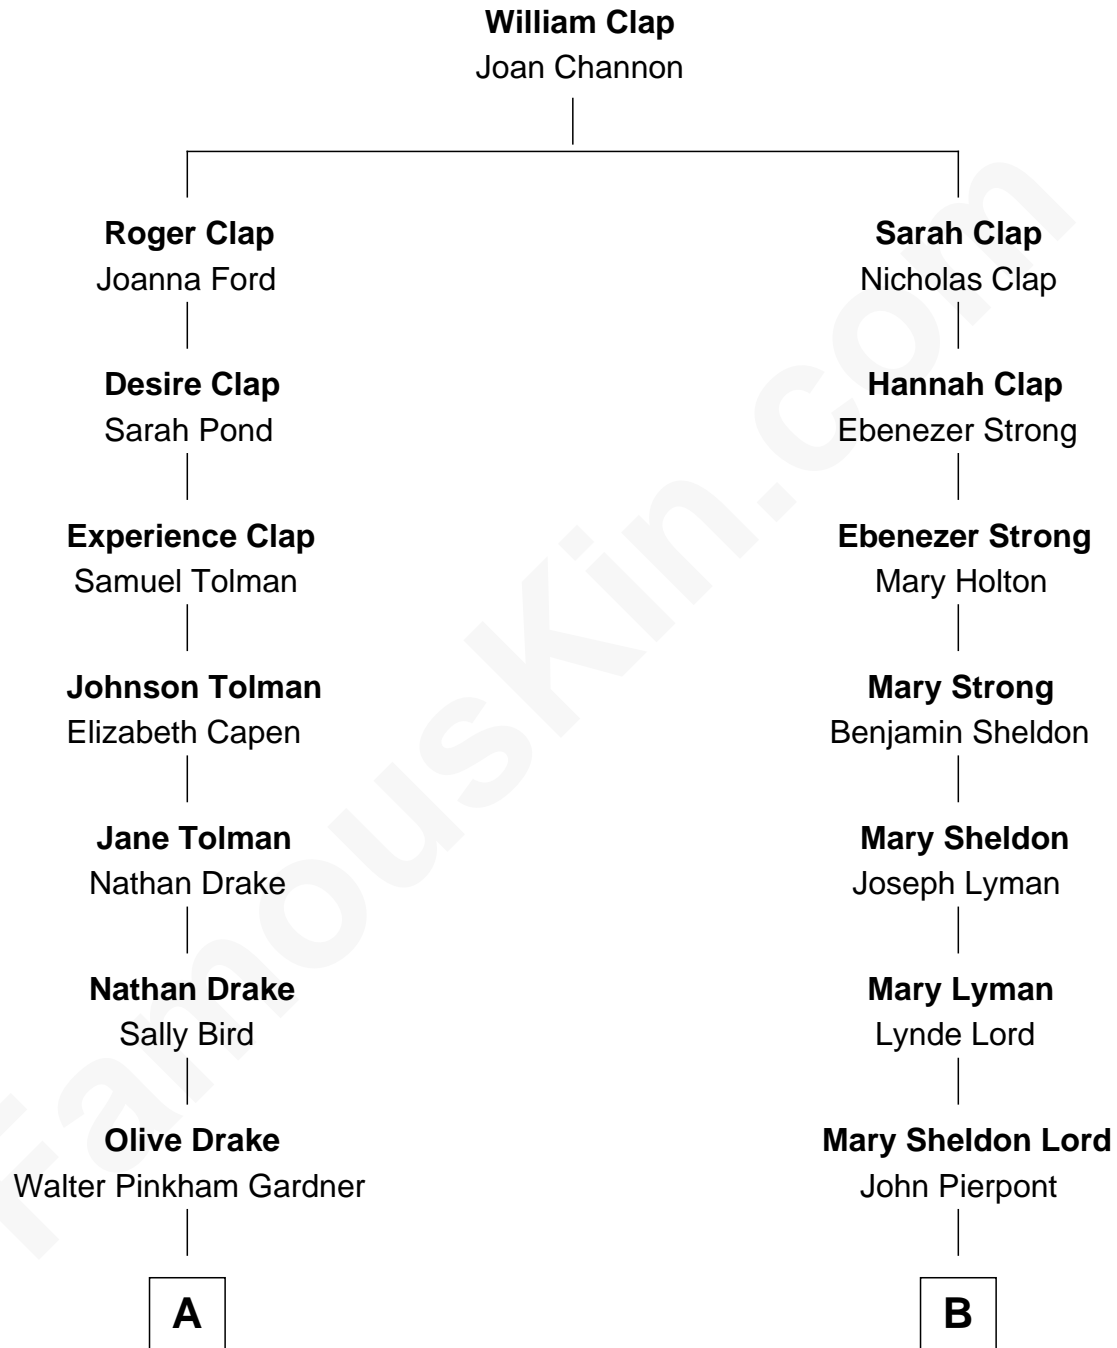 William Clap
Joan Channon
Roger Clap
Joanna Ford
Desire Clap
Sarah Pond
Experience Clap
Samuel Tolman
Johnson Tolman
Elizabeth Capen
Jane Tolman
Nathan Drake
Nathan Drake
Sally Bird
Olive Drake
Walter Pinkham Gardner
A
Sarah Clap
Nicholas Clap
Hannah Clap
Ebenezer Strong
Ebenezer Strong
Mary Holton
Mary Strong
Benjamin Sheldon
Mary Sheldon
Joseph Lyman
Mary Lyman
Lynde Lord
Mary Sheldon Lord
John Pierpont
B
FamousKin.com